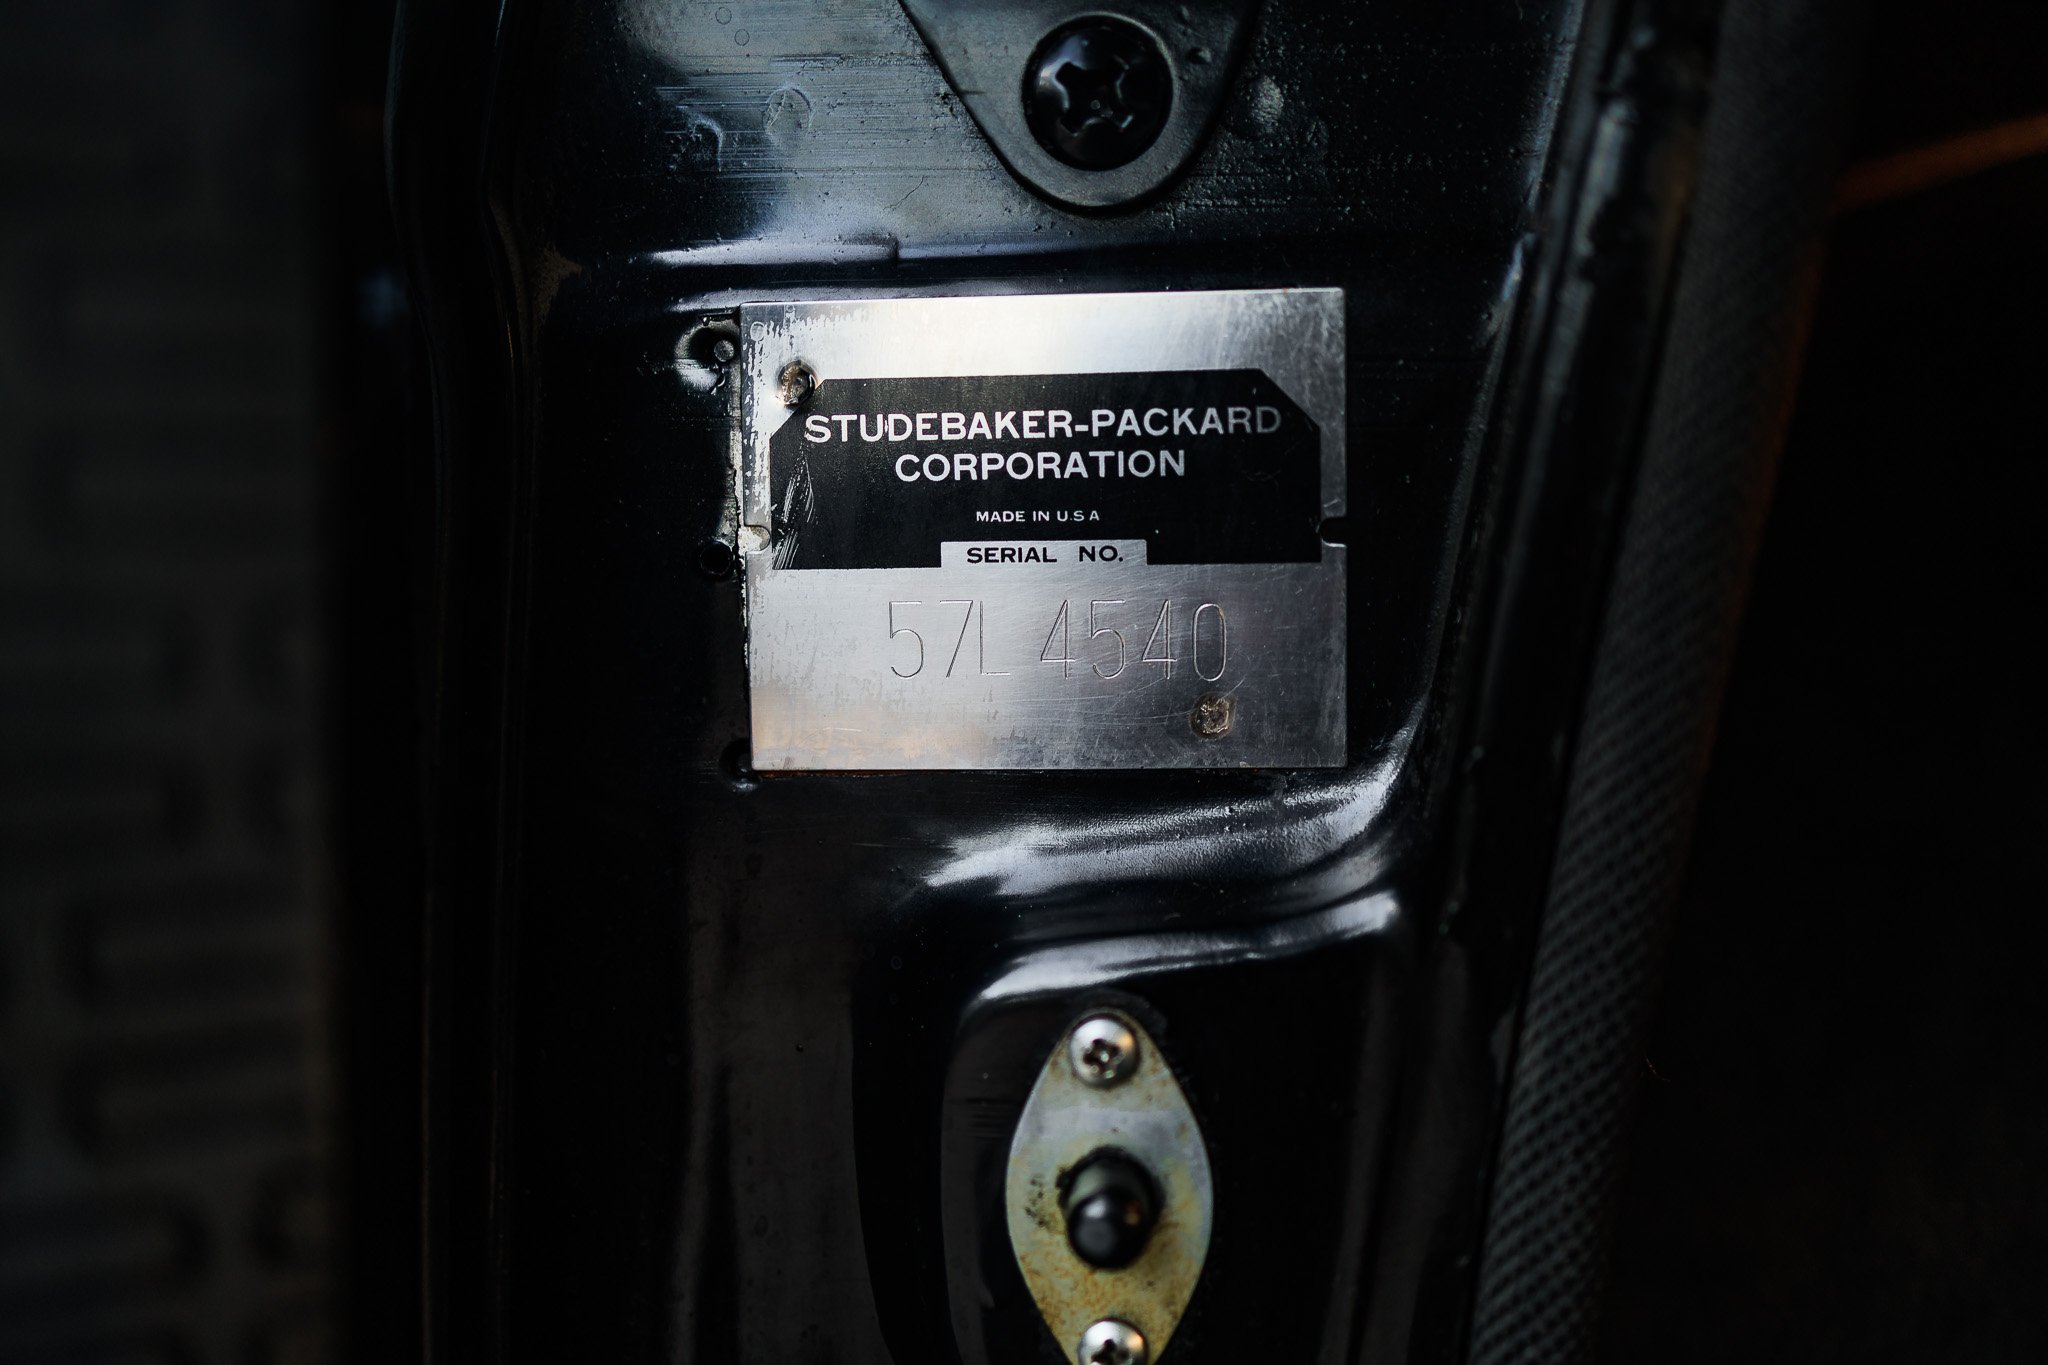 STUDEBAKER-PACKARD
CORPORATION
MADE IN U.S A
SERIAL NO.
57L 4540